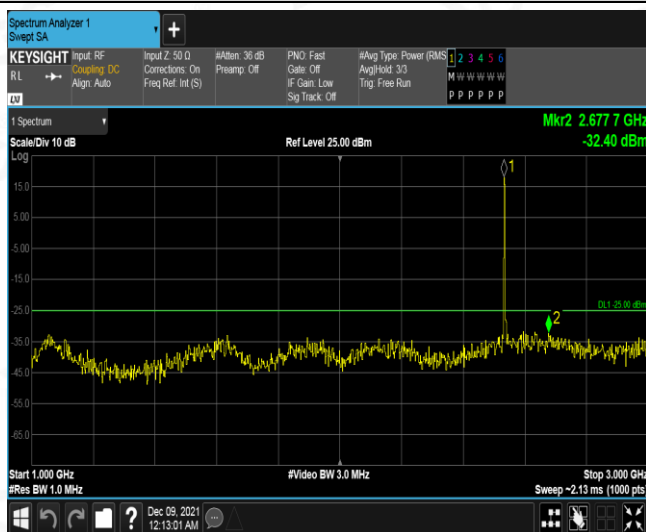 Spectrum Analyzer 1
Swept SA
+
KEYSIGHT Input: RF Input Z: 50 Ω #Atten: 36 dB PNO: Fast #Avg Type: Power (RMS 1 2 3 4 5 6
RL Coupling: DC Corrections: On Preamp: Off Gate: Off Avg|Hold: 3/3 M W W W W W
Align: Auto Freq Ref: Int (S) IF Gain: Low Trig: Free Run
Sig Track: Off P P P P P P
LXI
1 Spectrum Mkr2 2.677 7 GHz
Scale/Div 10 dB Ref Level 25.00 dBm -32.40 dBm
Log
1
15.0
5.00
-5.00
-15.0
-25.0 DL1 -25.00 dBm
2
-35.0
-45.0
-55.0
-65.0
Start 1.000 GHz #Video BW 3.0 MHz Stop 3.000 GHz
#Res BW 1.0 MHz Sweep ~2.13 ms (1000 pts)
? Dec 09, 2021
12:13:01 AM